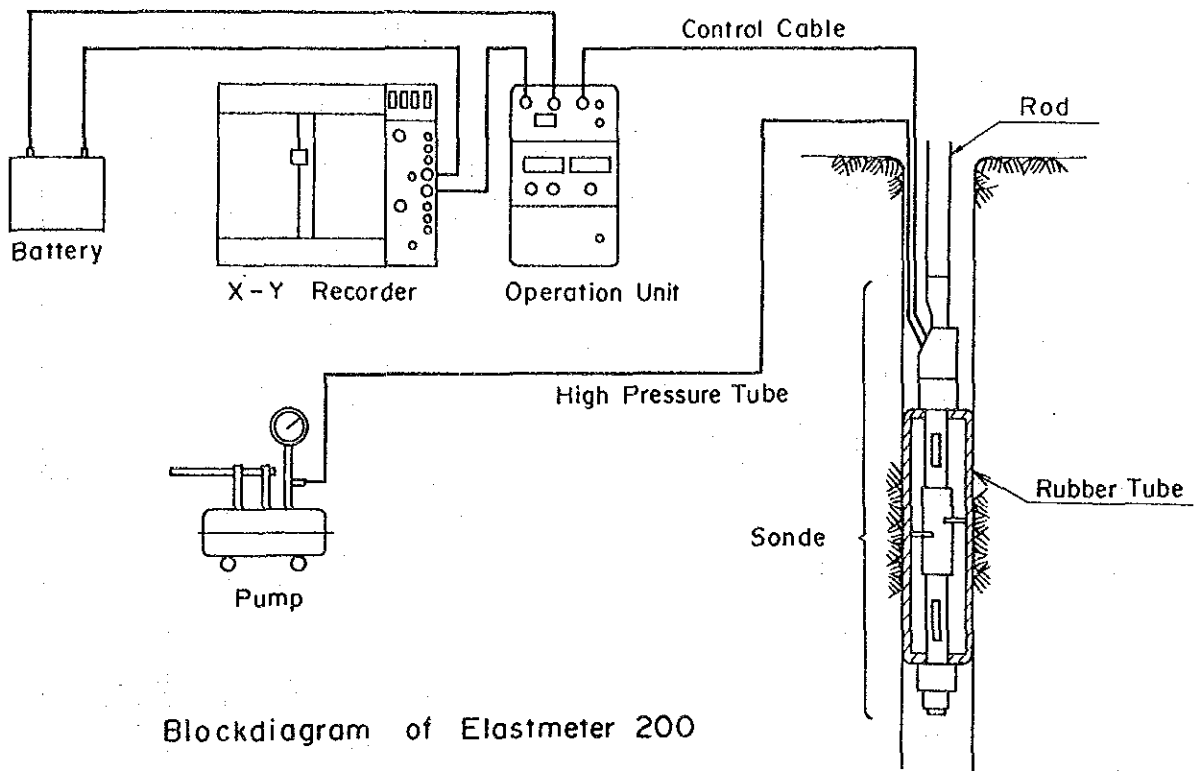 Control Cable
Rod
Battery
X-Y Recorder
Operation Unit
High Pressure Tube
Rubber Tube
Sonde
Pump
Blockdiagram of Elastmeter 200